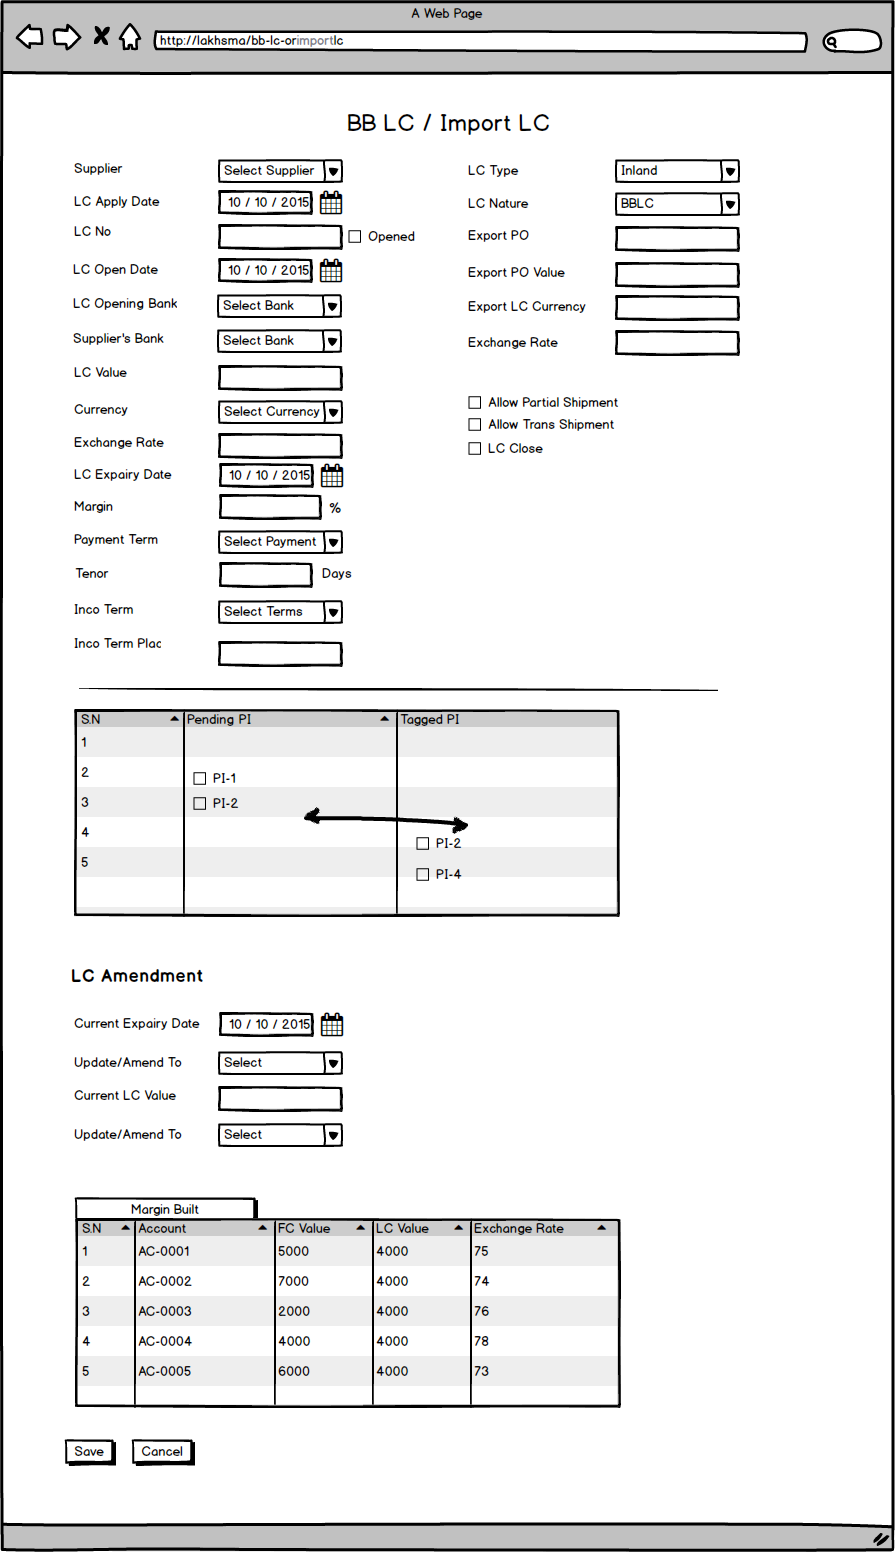 A Web Page
http://lakhsma/bb-lc-orimportlc
BB LC / Import LC
Supplier Select Supplier LC Type Inland
LC Apply Date 10 / 10 / 2015 LC Nature BBLC
LC No Opened Export PO
LC Open Date 10 / 10 / 2015 Export PO Value
LC Opening Bank Select Bank Export LC Currency
Supplier's Bank Select Bank Exchange Rate
LC Value
Currency Select Currency Allow Partial Shipment
Allow Trans Shipment
Exchange Rate LC Close
LC Expairy Date 10 / 10 / 2015
Margin %
Payment Term Select Payment
Tenor Days
Inco Term Select Terms
Inco Term Plac
S.N Pending PI Tagged PI
1
2 PI-1
3 PI-2
4 PI-2
5 PI-4
LC Amendment
Current Expairy Date 10 / 10 / 2015
Update/Amend To Select
Current LC Value
Update/Amend To Select
Margin Built
S.N Account FC Value LC Value Exchange Rate
1 AC-0001 5000 4000 75
2 AC-0002 7000 4000 74
3 AC-0003 2000 4000 76
4 AC-0004 4000 4000 78
5 AC-0005 6000 4000 73
Save Cancel